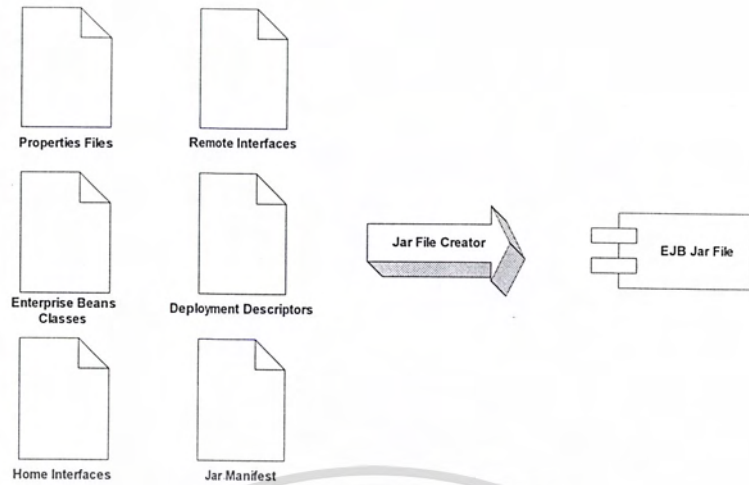 Properties Files
Remote Interfaces
Enterprise Beans
Classes
Deployment Descriptors
Jar File Creator
EJB Jar File
Home Interfaces
Jar Manifest